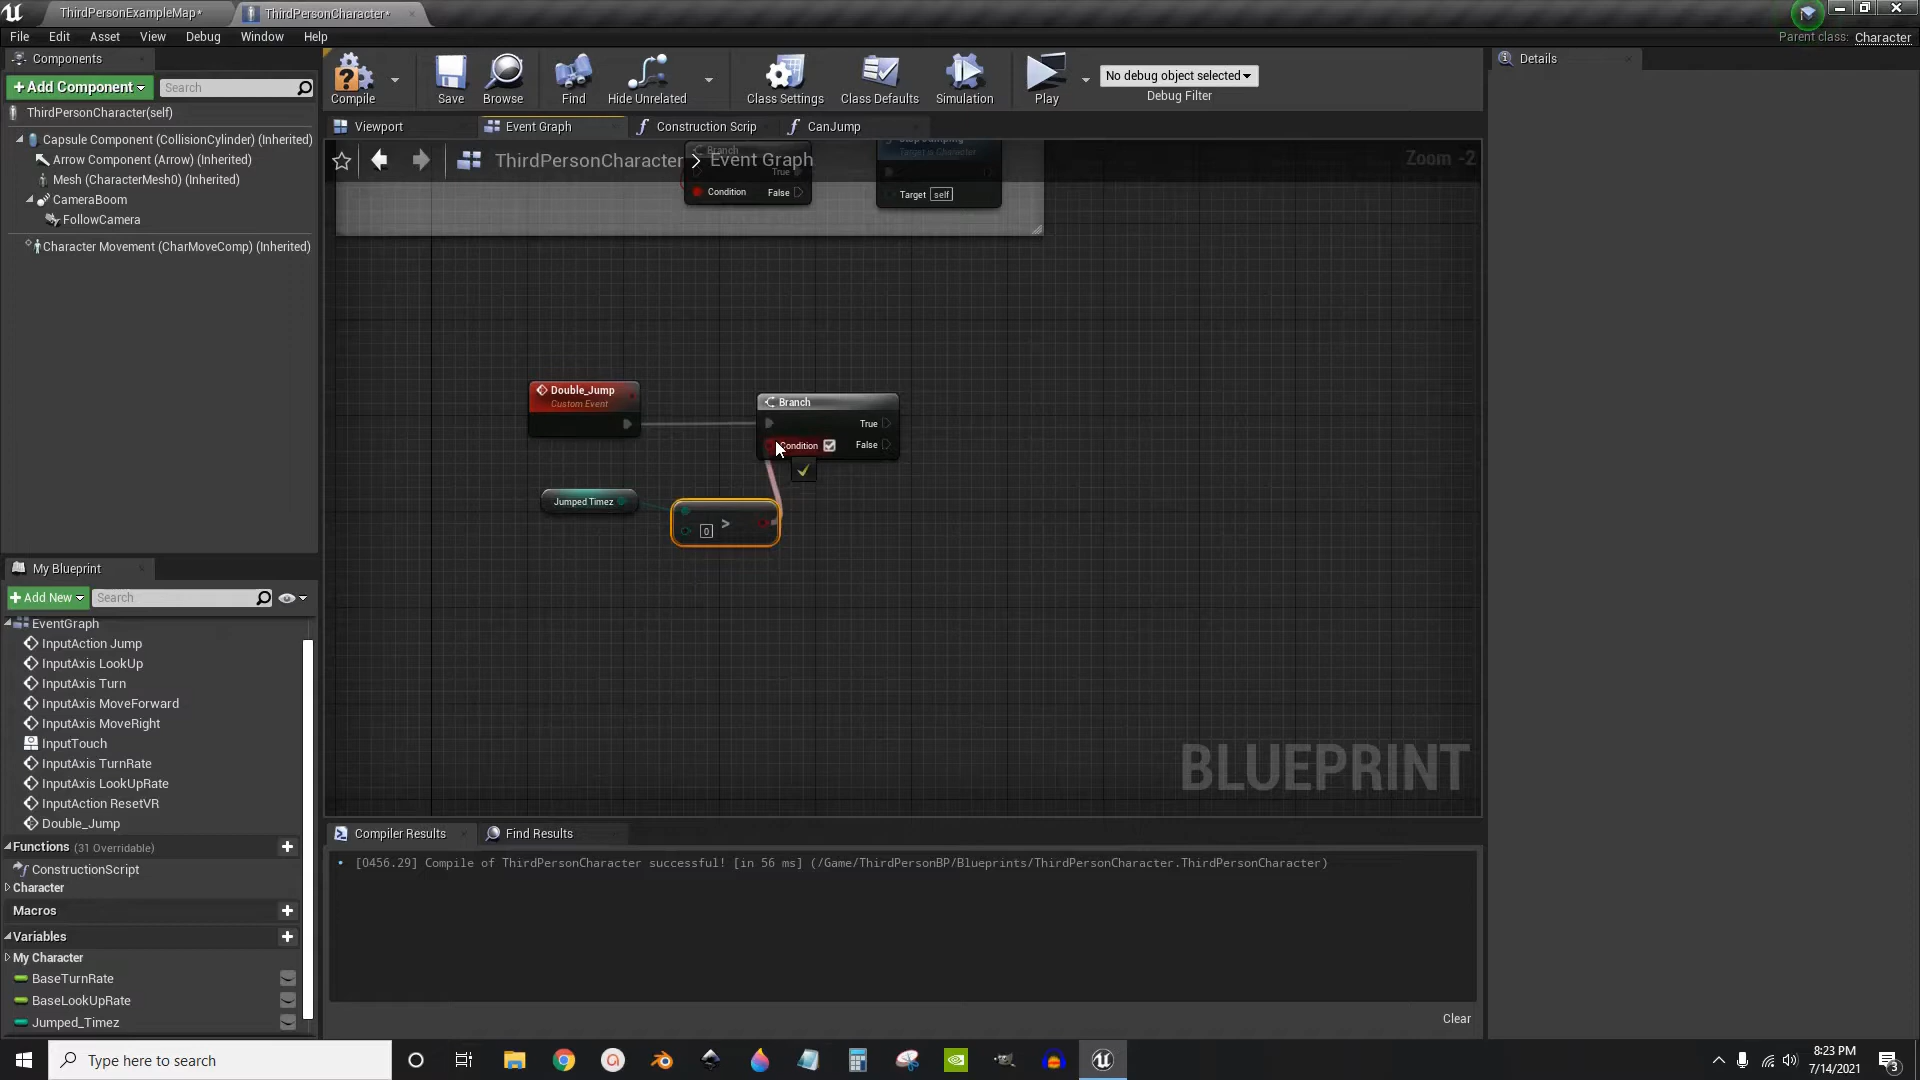 ThirdPersonExampleMap*
ThirdPersonCharacter*
File Edit Asset View Debug Window Help
Parent class: Character
Components
+Add Component
Search
ThirdPersonCharacter(self)
Capsule Component (CollisionCylinder) (Inherited)
Arrow Component (Arrow) (Inherited)
Mesh (CharacterMesh0) (Inherited)
CameraBoom
FollowCamera
Character Movement (CharMoveComp) (Inherited)
Compile
Save
Browse
Find
Hide Unrelated
Class Settings
Class Defaults
Simulation
Play
No debug object selected
Debug Filter
Details
Viewport
Event Graph
Construction Scrip
CanJump
ThirdPersonCharacter > Event Graph
Zoom -2
Branch
True
Condition
False
Target is Character
Target self
Double_Jump
Custom Event
Branch
True
Condition
False
Jumped Timez
>
0
BLUEPRINT
My Blueprint
+Add New
Search
EventGraph
InputAction Jump
InputAxis LookUp
InputAxis Turn
InputAxis MoveForward
InputAxis MoveRight
InputTouch
InputAxis TurnRate
InputAxis LookUpRate
InputAction ResetVR
Double_Jump
Functions (31 Overridable)
ConstructionScript
Character
Macros
Variables
My Character
BaseTurnRate
BaseLookUpRate
Jumped_Timez
Compiler Results
Find Results
[0456.29] Compile of ThirdPersonCharacter successful! [in 56 ms] (/Game/ThirdPersonBP/Blueprints/ThirdPersonCharacter.ThirdPersonCharacter)
Clear
Type here to search
8:23 PM
7/14/2021
3